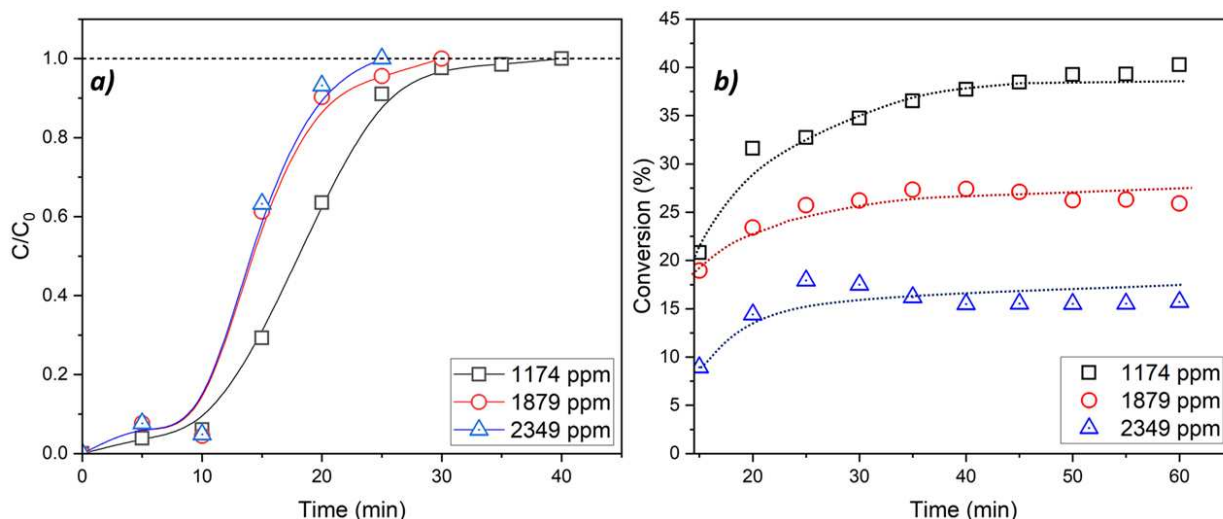 a)
C/C0
1.0
0.8
0.6
0.4
0.2
0.0
0 10 20 30 40
Time (min)
1174 ppm
1879 ppm
2349 ppm
b)
Conversion (%)
45
40
35
30
25
20
15
10
5
0
20 30 40 50 60
Time (min)
1174 ppm
1879 ppm
2349 ppm